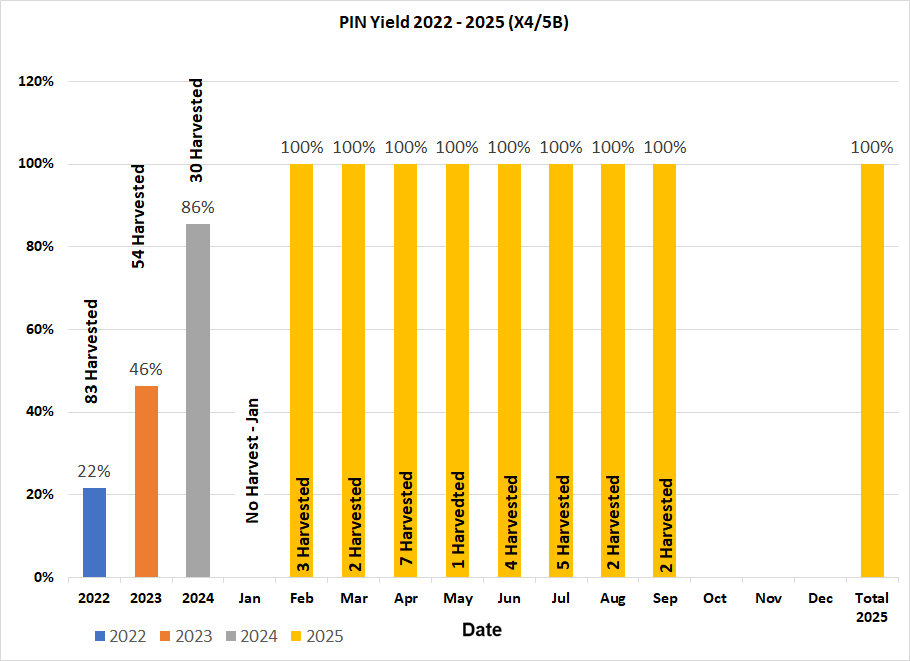 PIN Yield 2022 - 2025 (X4/5B)
120%
100%
80%
60%
40%
20%
0%
83 Harvested
54 Harvested
30 Harvested
No Harvest - Jan
3 Harvested
2 Harvested
7 Harvested
1 Harvedted
4 Harvested
5 Harvested
2 Harvested
2 Harvested
22%
46%
86%
100% 100% 100% 100% 100% 100% 100% 100% 100%
2022 2023 2024 Jan Feb Mar Apr May Jun Jul Aug Sep Oct Nov Dec Total
2025
Date
2022 2023 2024 2025